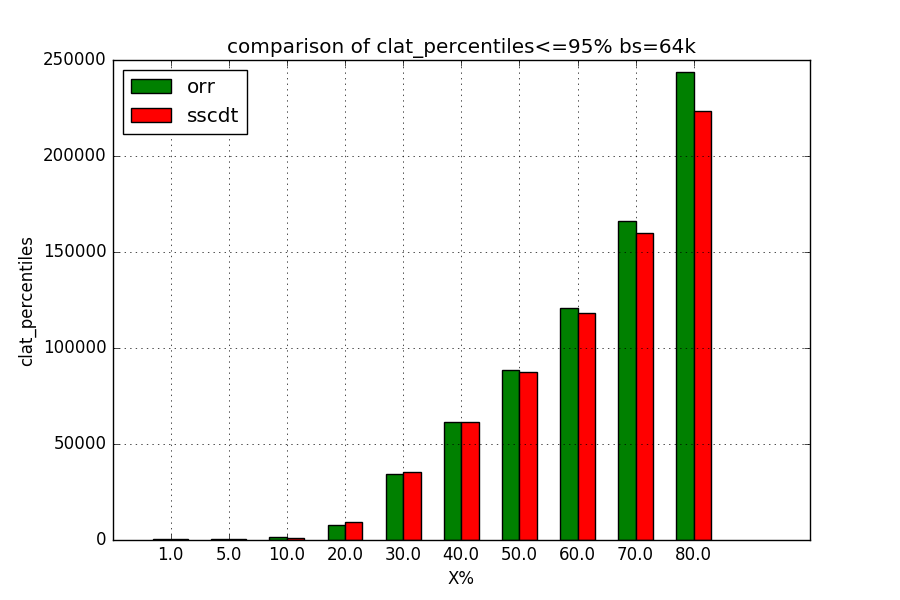 comparison of clat_percentiles<=95% bs=64k
orr
sscdt
250000
200000
150000
100000
50000
0
clat_percentiles
1.0 5.0 10.0 20.0 30.0 40.0 50.0 60.0 70.0 80.0
X%